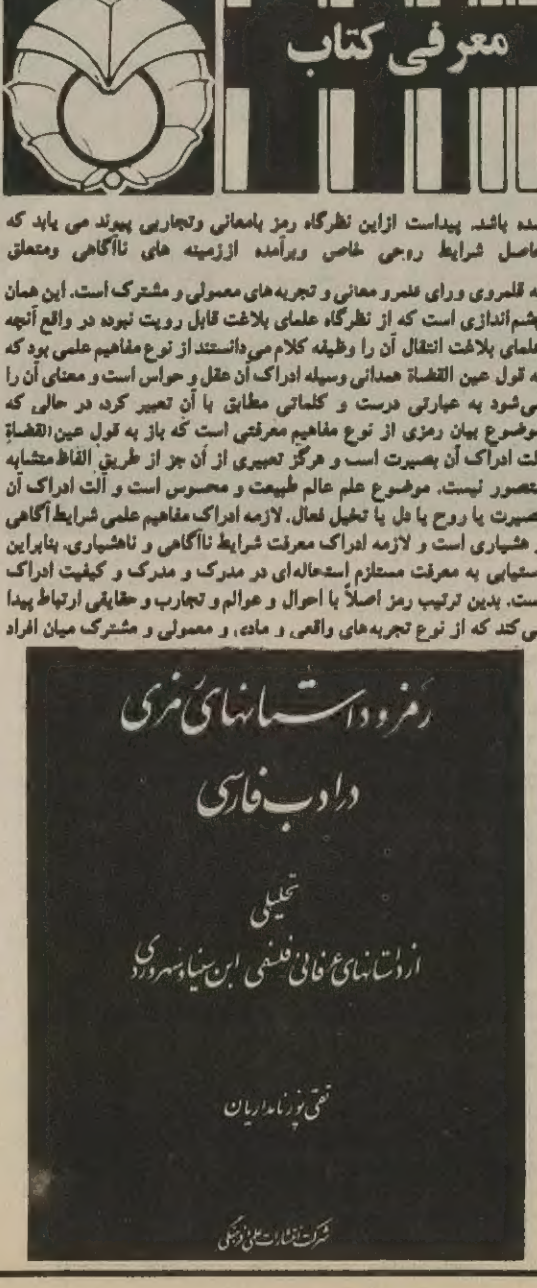 معرفی کتاب
شده باشد. پیداست ازاین نظرگاه رمز بامعانی وتجاربی پیوند می یابد که
حاصل شرایط روحی خاص وبرآمده اززمینه های ناآگاهی ومتعلق
به قلمروی ورای قلمرو معانی و تجربه‌های معمولی و مشترک است. این همان
چشم‌اندازی است که از نظرگاه علمای بلاغت قابل رویت نبوده در واقع آنچه
علمای بلاغت انتقال آن را وظیفه کلام می‌دانستند از نوع مفاهیم علمی بود که
به قول عین القضاة همدانی وسیله ادراک آن عقل و حواس است و معنای آن را
می‌شود به عبارتی درست و کلماتی مطابق با آن تعبیر کرد، در حالی که
موضوع بیان رمزی از نوع مفاهیم معرفتی است که باز به قول عین القضاة
آلت ادراک آن بصیرت است و هرگز تعبیری از آن جز از طریق الفاظ متشابه
متصور نیست. موضوع علم عالم طبیعت و محسوس است و آلت ادراک آن
بصیرت یا روح یا دل یا تخیل فعال. لازمه ادراک مفاهیم علمی شرایط آگاهی
و هشیاری است و لازمه ادراک معرفت شرایط ناآگاهی و ناهشیاری. بنابراین
دستیابی به معرفت مستلزم استحاله‌ای در مدرک و مدرک و کیفیت ادراک
است. بدین ترتیب رمز اصلاً با احوال و عوالم و تجارب و حقایقی ارتباط پیدا
می‌کند که از نوع تجربه‌های واقعی و مادی و معمولی و مشترک میان افراد
رمز و داستانهای رمزی
در ادب فارسی
تحلیلی
از داستانهای عرفانی فلسفی ابن سینا و سهروردی
تقی پورنامداریان
شرکت انتشارات علمی و فرهنگی